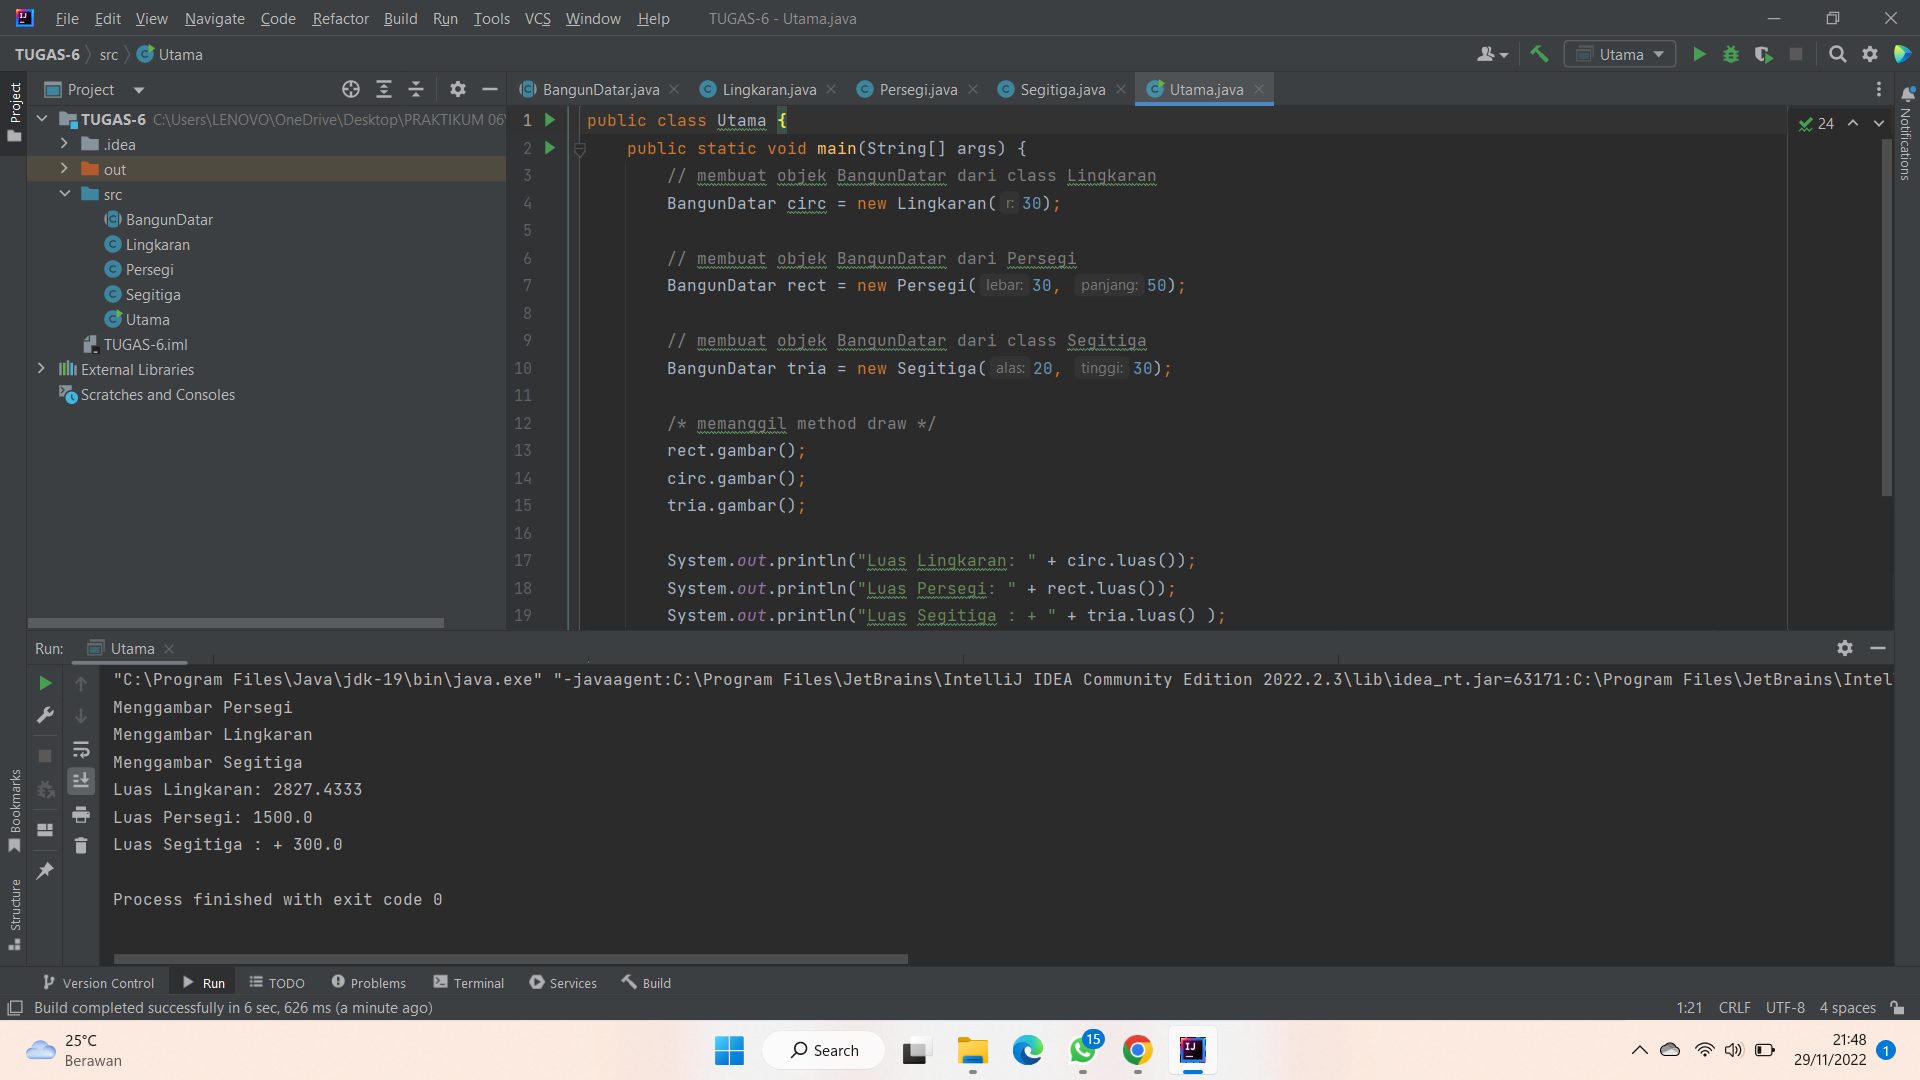 File Edit View Navigate Code Refactor Build Run Tools VCS Window Help TUGAS-6 - Utama.java
TUGAS-6 src Utama
Utama
Project
BangunDatar.java Lingkaran.java Persegi.java Segitiga.java Utama.java
Project
TUGAS-6 C:\Users\LENOVO\OneDrive\Desktop\PRAKTIKUM 06\
.idea
out
src
BangunDatar
Lingkaran
Persegi
Segitiga
Utama
TUGAS-6.iml
External Libraries
Scratches and Consoles
24
Notifications
1 public class Utama {
2 public static void main(String[] args) {
3 // membuat objek BangunDatar dari class Lingkaran
4 BangunDatar circ = new Lingkaran( r: 30);
5
6 // membuat objek BangunDatar dari Persegi
7 BangunDatar rect = new Persegi( lebar: 30, panjang: 50);
8
9 // membuat objek BangunDatar dari class Segitiga
10 BangunDatar tria = new Segitiga( alas: 20, tinggi: 30);
11
12 /* memanggil method draw */
13 rect.gambar();
14 circ.gambar();
15 tria.gambar();
16
17 System.out.println("Luas Lingkaran: " + circ.luas());
18 System.out.println("Luas Persegi: " + rect.luas());
19 System.out.println("Luas Segitiga : + " + tria.luas() );
Run: Utama
"C:\Program Files\Java\jdk-19\bin\java.exe" "-javaagent:C:\Program Files\JetBrains\IntelliJ IDEA Community Edition 2022.2.3\lib\idea_rt.jar=63171:C:\Program Files\JetBrains\Intel
Menggambar Persegi
Menggambar Lingkaran
Menggambar Segitiga
Luas Lingkaran: 2827.4333
Luas Persegi: 1500.0
Luas Segitiga : + 300.0
Process finished with exit code 0
Bookmarks
Structure
Version Control Run TODO Problems Terminal Services Build
Build completed successfully in 6 sec, 626 ms (a minute ago)
1:21 CRLF UTF-8 4 spaces
25°C
Berawan
Search
15
21:48
29/11/2022
1